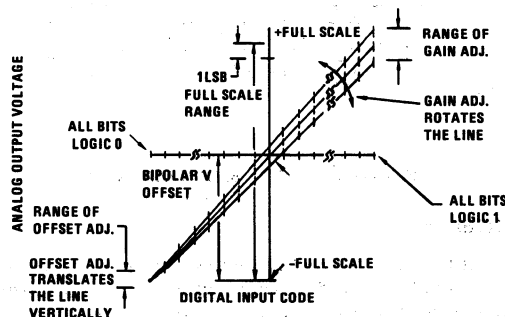 +FULL SCALE
RANGE OF
GAIN ADJ.
1LSB
FULL SCALE
RANGE
GAIN ADJ.
ROTATES
THE LINE
ALL BITS
LOGIC 0
ANALOG OUTPUT VOLTAGE
BIPOLAR V.
OFFSET
ALL BITS
LOGIC 1
RANGE OF
OFFSET ADJ.
OFFSET ADJ.
TRANSLATES
THE LINE
VERTICALLY
-FULL SCALE
DIGITAL INPUT CODE